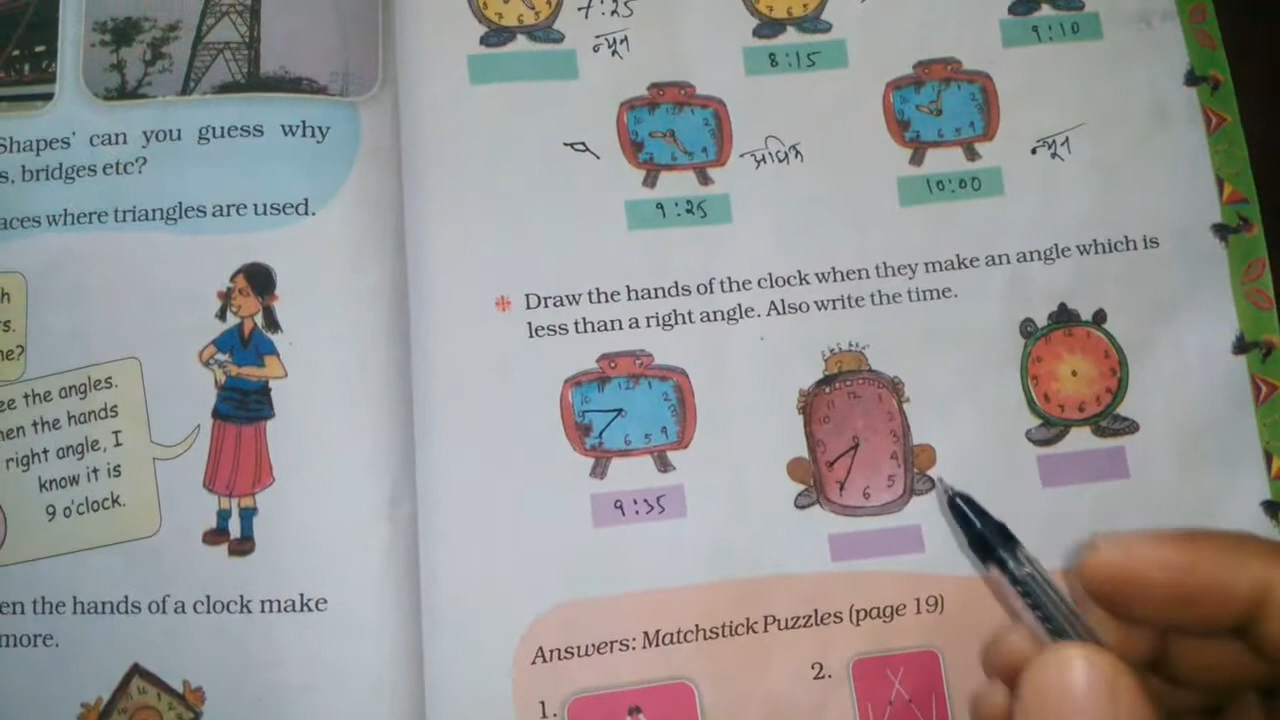 Shapes' can you guess why
s, bridges etc?
aces where triangles are used.
h
s.
ne?
ee the angles.
hen the hands
right angle, I
know it is
9 o'clock.
en the hands of a clock make
more.
7:25
न्यून
8:15
9:10
अधिक
9:25
न्यून
10:00
Draw the hands of the clock when they make an angle which is
less than a right angle. Also write the time.
9:35
Answers: Matchstick Puzzles (page 19)
1.
2.